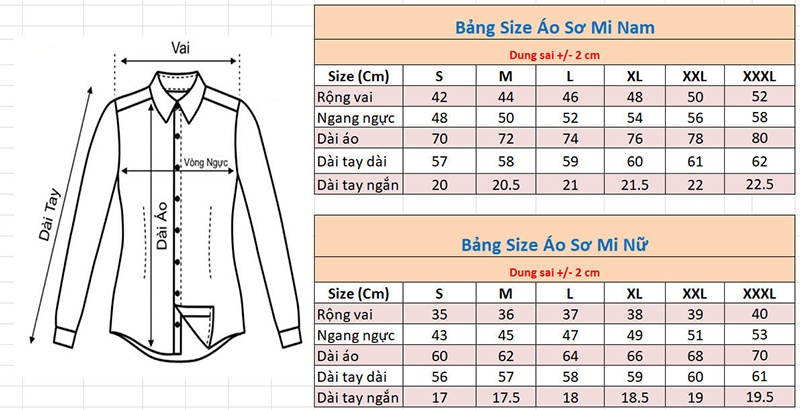 Vai
Vòng Ngực
Dài Tay
Dài Áo
Bảng Size Áo Sơ Mi Nam
Dung sai +/- 2 cm
Size (Cm) S M L XL XXL XXXL
Rộng vai 42 44 46 48 50 52
Ngang ngực 48 50 52 54 56 58
Dài áo 70 72 74 76 78 80
Dài tay dài 57 58 59 60 61 62
Dài tay ngắn 20 20.5 21 21.5 22 22.5
Bảng Size Áo Sơ Mi Nữ
Dung sai +/- 2 cm
Size (Cm) S M L XL XXL XXXL
Rộng vai 35 36 37 38 39 40
Ngang ngực 43 45 47 49 51 53
Dài áo 60 62 64 66 68 70
Dài tay dài 56 57 58 59 60 61
Dài tay ngắn 17 17.5 18 18.5 19 19.5